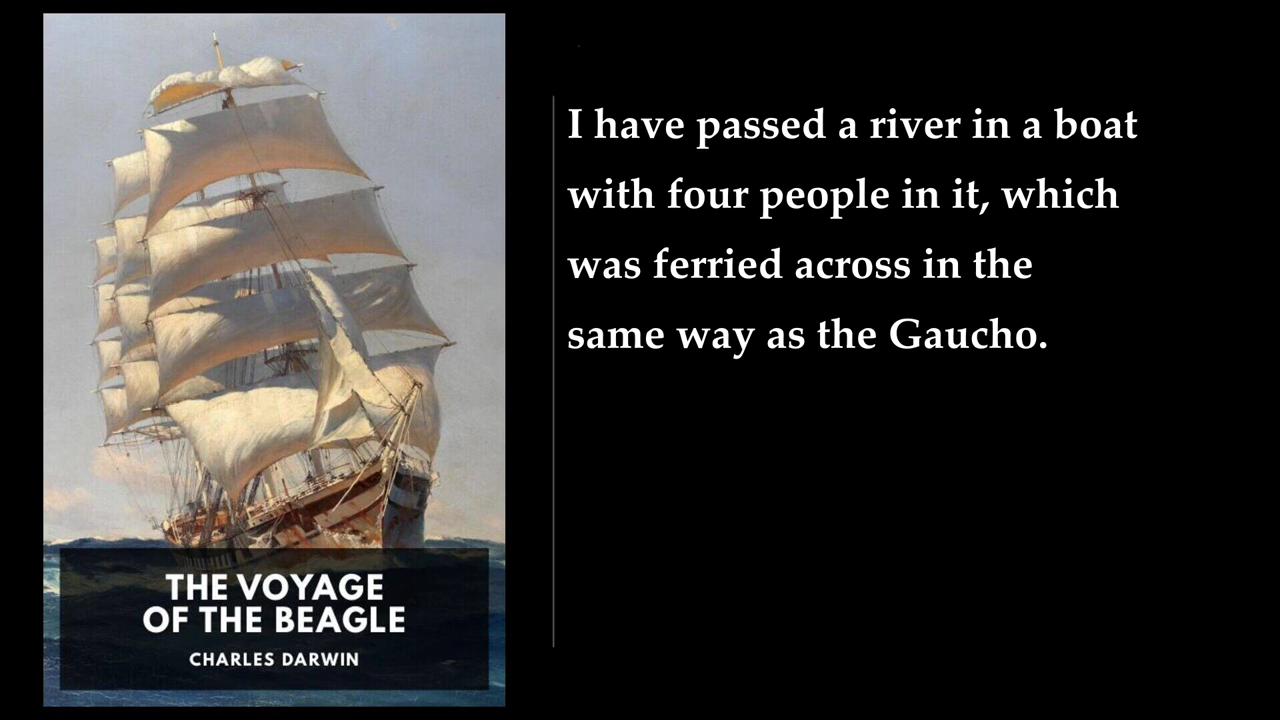 THE VOYAGE
OF THE BEAGLE
CHARLES DARWIN
I have passed a river in a boat
with four people in it, which
was ferried across in the
same way as the Gaucho.